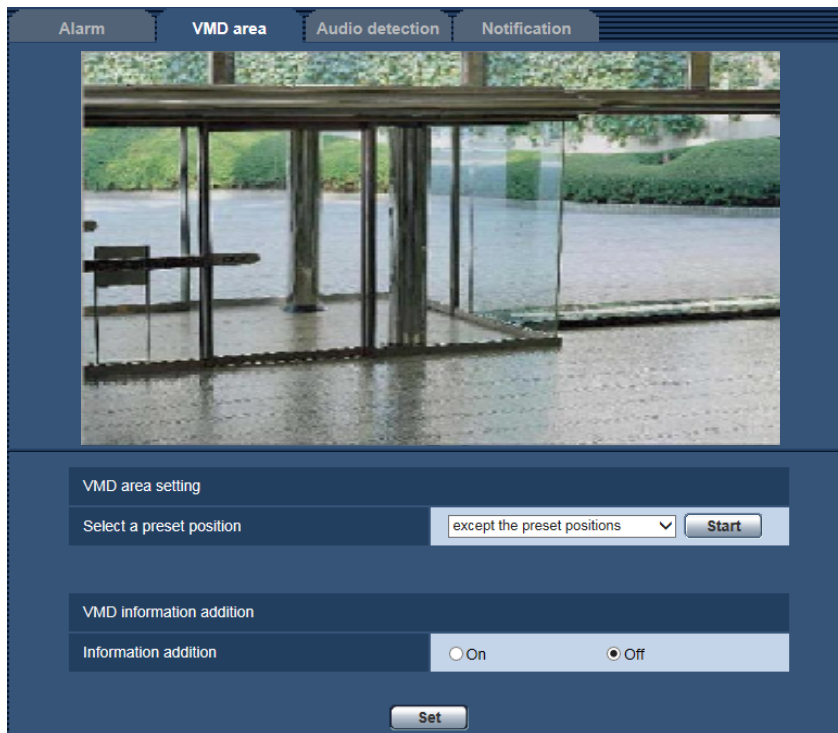 Alarm VMD area Audio detection Notification
VMD area setting
Select a preset position except the preset positions Start
VMD information addition
Information addition On Off
Set